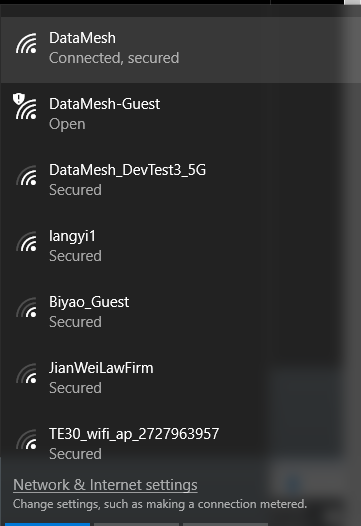 DataMesh
Connected, secured
DataMesh-Guest
Open
DataMesh_DevTest3_5G
Secured
langyi1
Secured
Biyao_Guest
Secured
JianWeiLawFirm
Secured
TE30_wifi_ap_2727963957
Secured
Network & Internet settings
Change settings, such as making a connection metered.